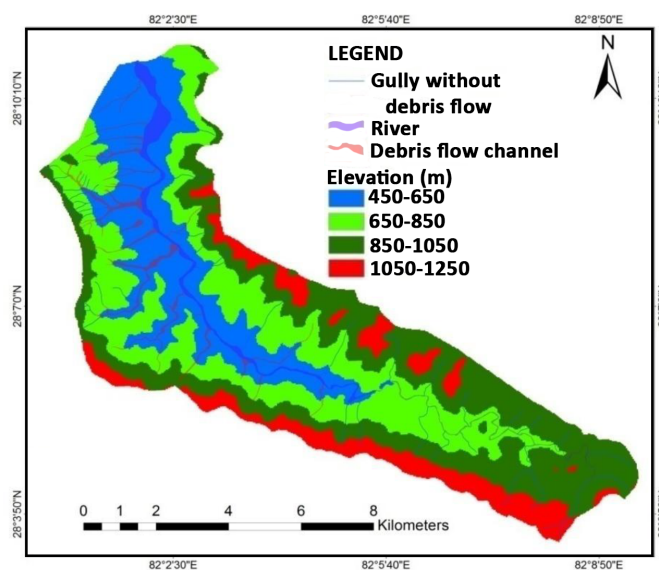 82°2'30"E 82°5'40"E 82°8'50"E
N
LEGEND
Gully without
debris flow
River
Debris flow channel
Elevation (m)
450-650
650-850
850-1050
1050-1250
28°10'10"N
28°7'0"N
28°3'50"N
0 1 2 4 6 8
Kilometers
82°2'30"E 82°5'40"E 82°8'50"E